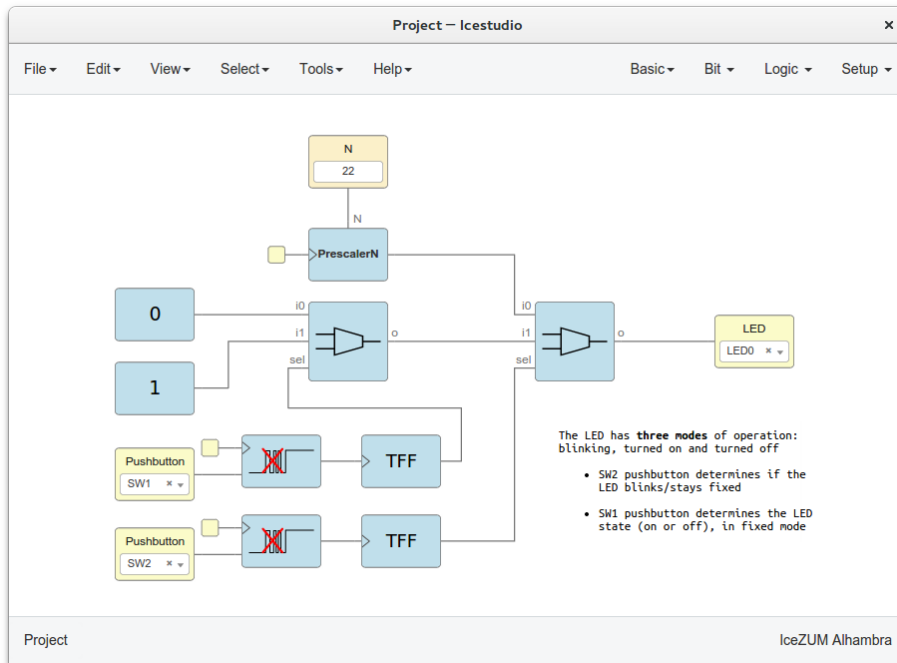 Project — Icestudio ×
File Edit View Select Tools Help Basic Bit Logic Setup
N
22
N
PrescalerN
0
i0
i1
sel
o
i0
i1
sel
o
LED
LED0 ×
1
Pushbutton
SW1 ×
TFF
Pushbutton
SW2 ×
TFF
The LED has three modes of operation:
blinking, turned on and turned off
• SW2 pushbutton determines if the
LED blinks/stays fixed
• SW1 pushbutton determines the LED
state (on or off), in fixed mode
Project IceZUM Alhambra